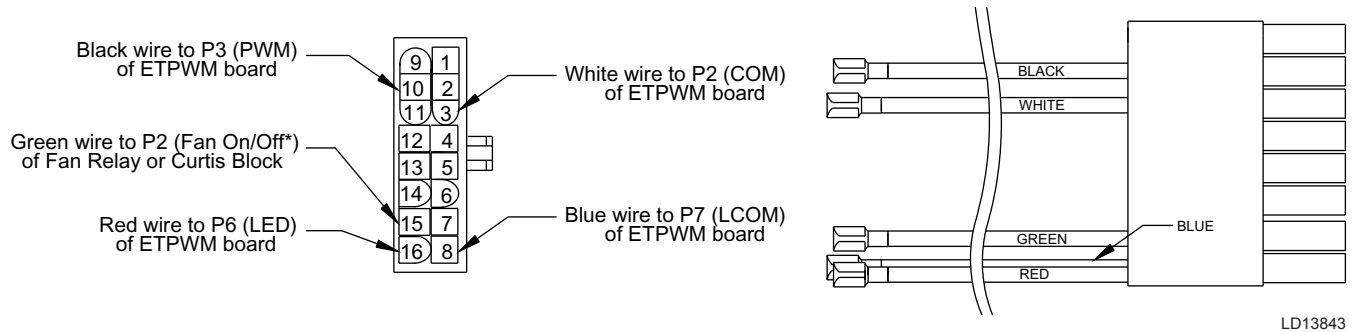 Black wire to P3 (PWM)
of ETPWM board
Green wire to P2 (Fan On/Off*)
of Fan Relay or Curtis Block
Red wire to P6 (LED)
of ETPWM board
9 1
10 2
11 3
12 4
13 5
14 6
15 7
16 8
White wire to P2 (COM)
of ETPWM board
Blue wire to P7 (LCOM)
of ETPWM board
BLACK
WHITE
GREEN
BLUE
RED
LD13843